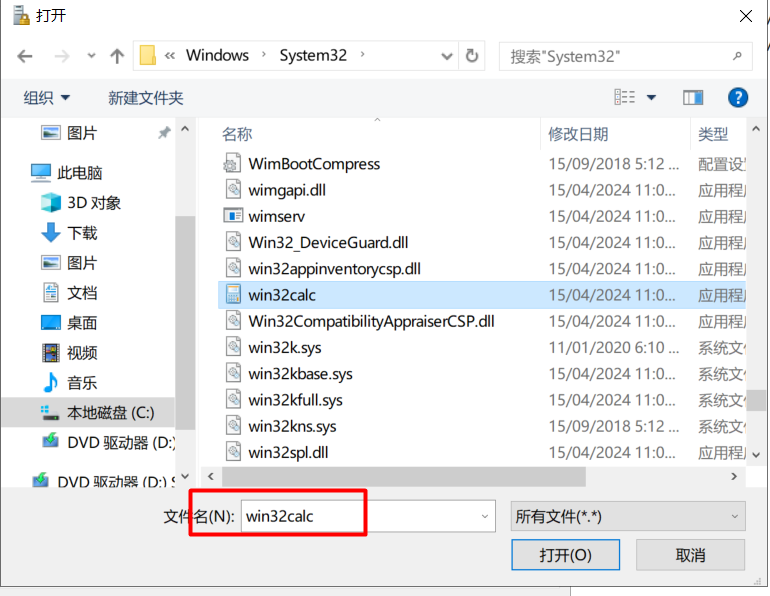 打开
« Windows › System32 ›
搜索"System32"
组织
新建文件夹
?
图片
此电脑
3D 对象
下载
图片
文档
桌面
视频
音乐
本地磁盘 (C:)
DVD 驱动器 (D:)
DVD 驱动器 (D:) S
名称 修改日期 类型
WimBootCompress 15/09/2018 5:12 ... 配置设
wimgapi.dll 15/04/2024 11:0... 应用程
wimserv 15/04/2024 11:0... 应用程
Win32_DeviceGuard.dll 15/04/2024 11:0... 应用程
win32appinventorycsp.dll 15/04/2024 11:0... 应用程
win32calc 15/04/2024 11:0... 应用程
Win32CompatibilityAppraiserCSP.dll 15/04/2024 11:0... 应用程
win32k.sys 11/01/2020 6:10 ... 系统文
win32kbase.sys 15/04/2024 11:0... 系统文
win32kfull.sys 15/04/2024 11:0... 系统文
win32kns.sys 15/09/2018 5:12 ... 系统文
win32spl.dll 15/04/2024 11:0... 应用程
文件名(N): win32calc
所有文件(*.*)
打开(O)
取消